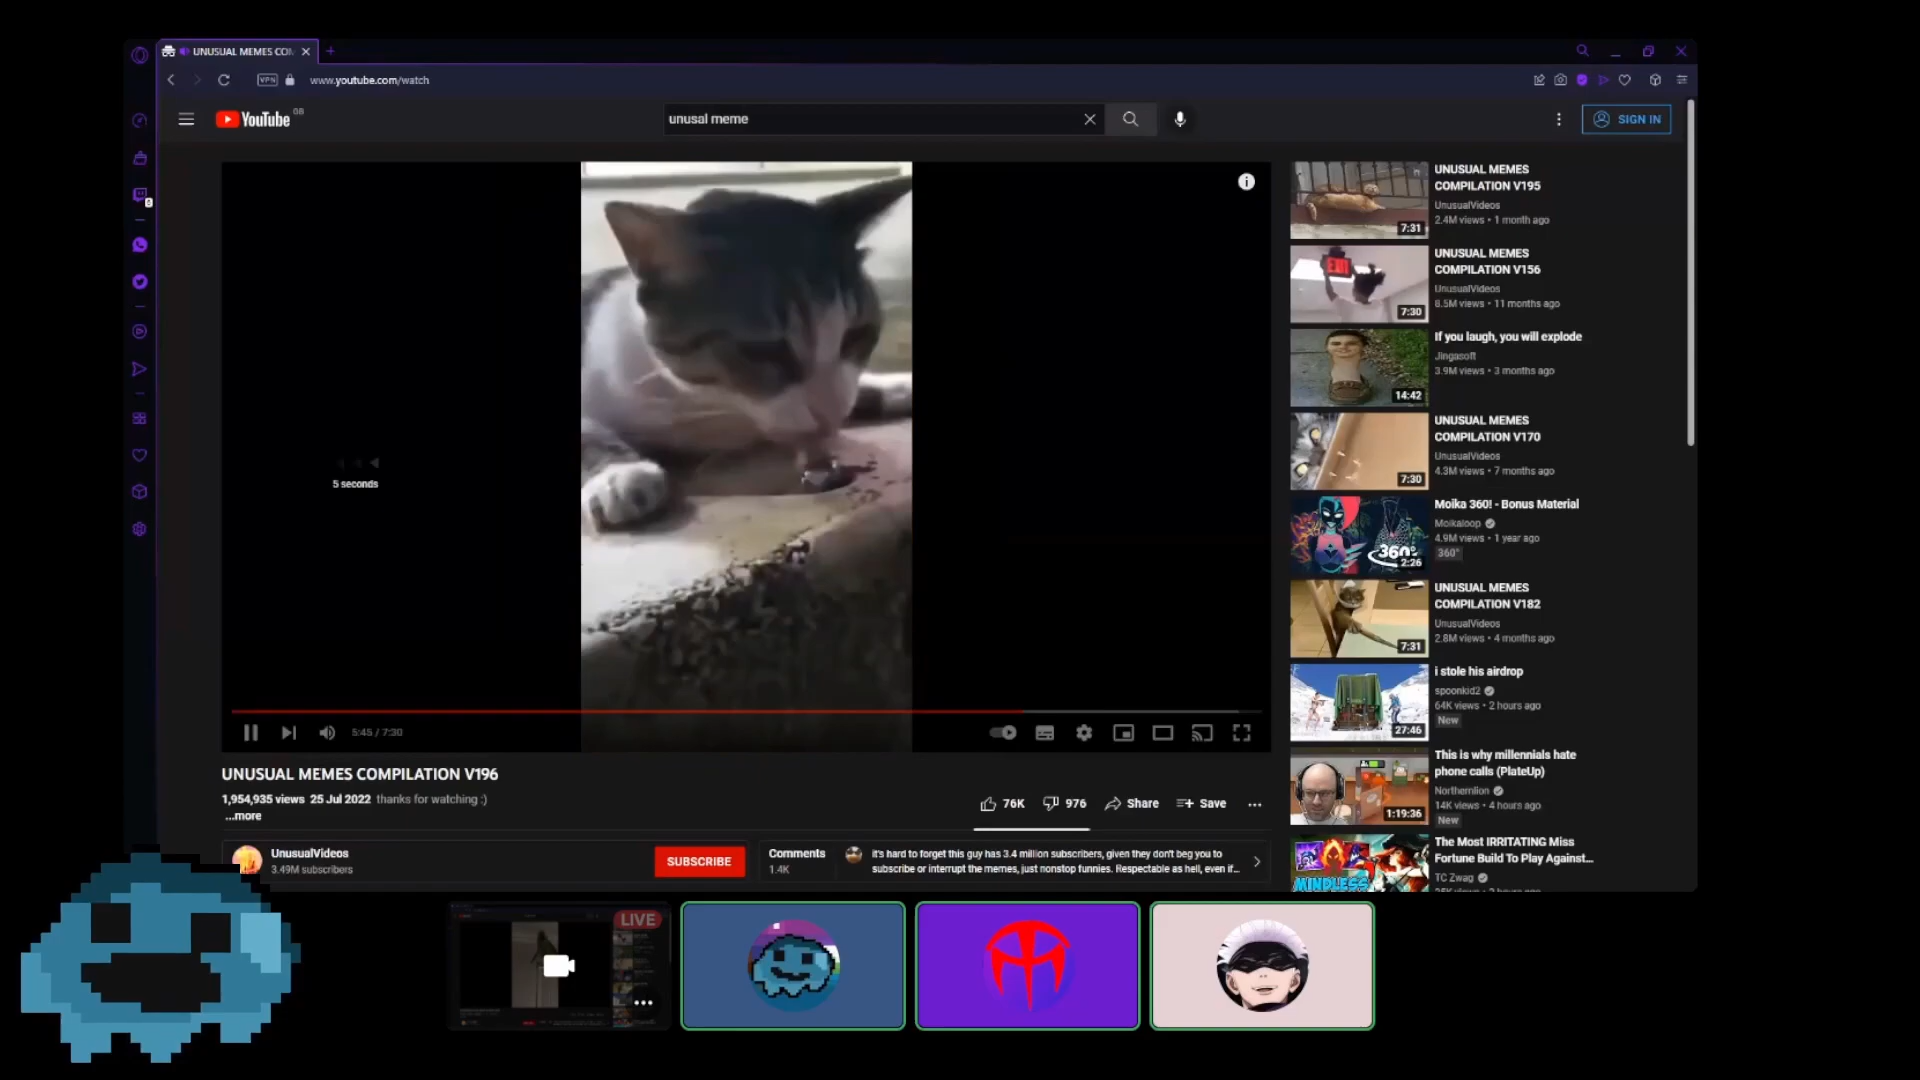 UNUSUAL MEMES COM
VPN
www.youtube.com/watch
YouTube GB
unusal meme
SIGN IN
5 seconds
5:45 / 7:30
UNUSUAL MEMES COMPILATION V196
1,954,935 views 25 Jul 2022 thanks for watching :)
...more
76K
976
Share
Save
UnusualVideos
3.49M subscribers
SUBSCRIBE
Comments
1.4K
it's hard to forget this guy has 3.4 million subscribers, given they don't beg you to
subscribe or interrupt the memes, just nonstop funnies. Respectable as hell, even if...
UNUSUAL MEMES
COMPILATION V195
UnusualVideos
2.4M views • 1 month ago
7:31
UNUSUAL MEMES
COMPILATION V156
UnusualVideos
8.5M views • 11 months ago
EXIT
7:30
If you laugh, you will explode
Jingasoft
3.9M views • 3 months ago
14:42
UNUSUAL MEMES
COMPILATION V170
UnusualVideos
4.3M views • 7 months ago
7:30
Moika 360! - Bonus Material
Moikaloop
4.9M views • 1 year ago
360°
360°
2:26
UNUSUAL MEMES
COMPILATION V182
UnusualVideos
2.8M views • 4 months ago
7:31
i stole his airdrop
spoonkid2
64K views • 2 hours ago
New
27:46
This is why millennials hate
phone calls (PlateUp)
Northernlion
14K views • 4 hours ago
New
1:19:36
The Most IRRITATING Miss
Fortune Build To Play Against...
TC Zwag
MINDLESS
LIVE